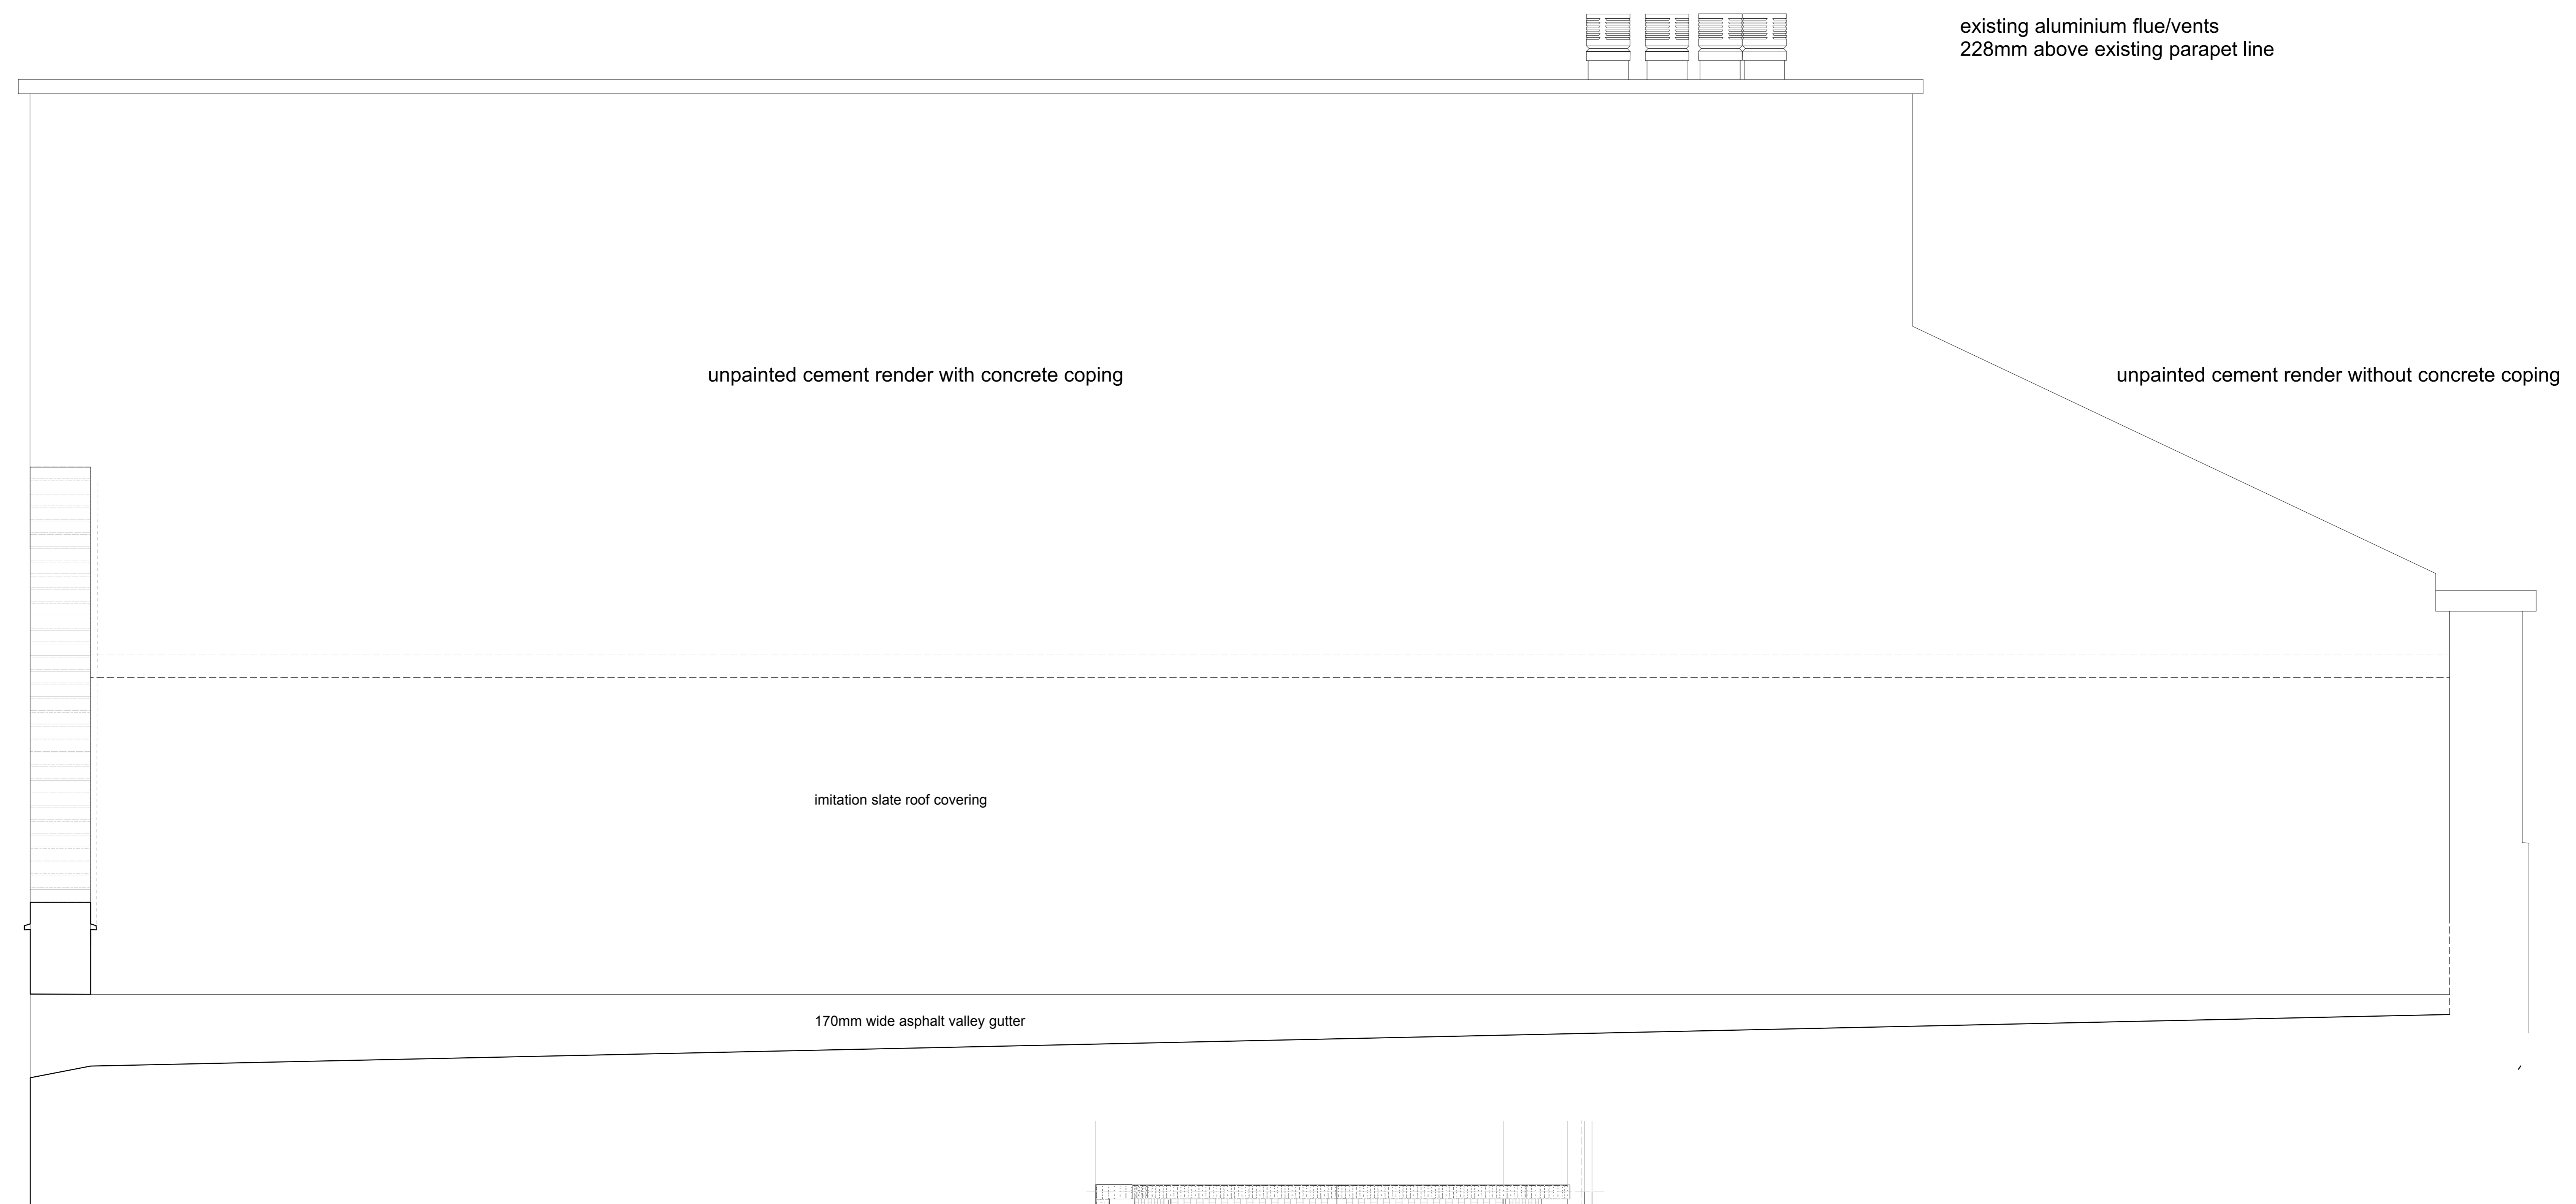 existing aluminium flue/vents
228mm above existing parapet line
unpainted cement render with concrete coping
unpainted cement render without concrete coping
imitation slate roof covering
170mm wide asphalt valley gutter